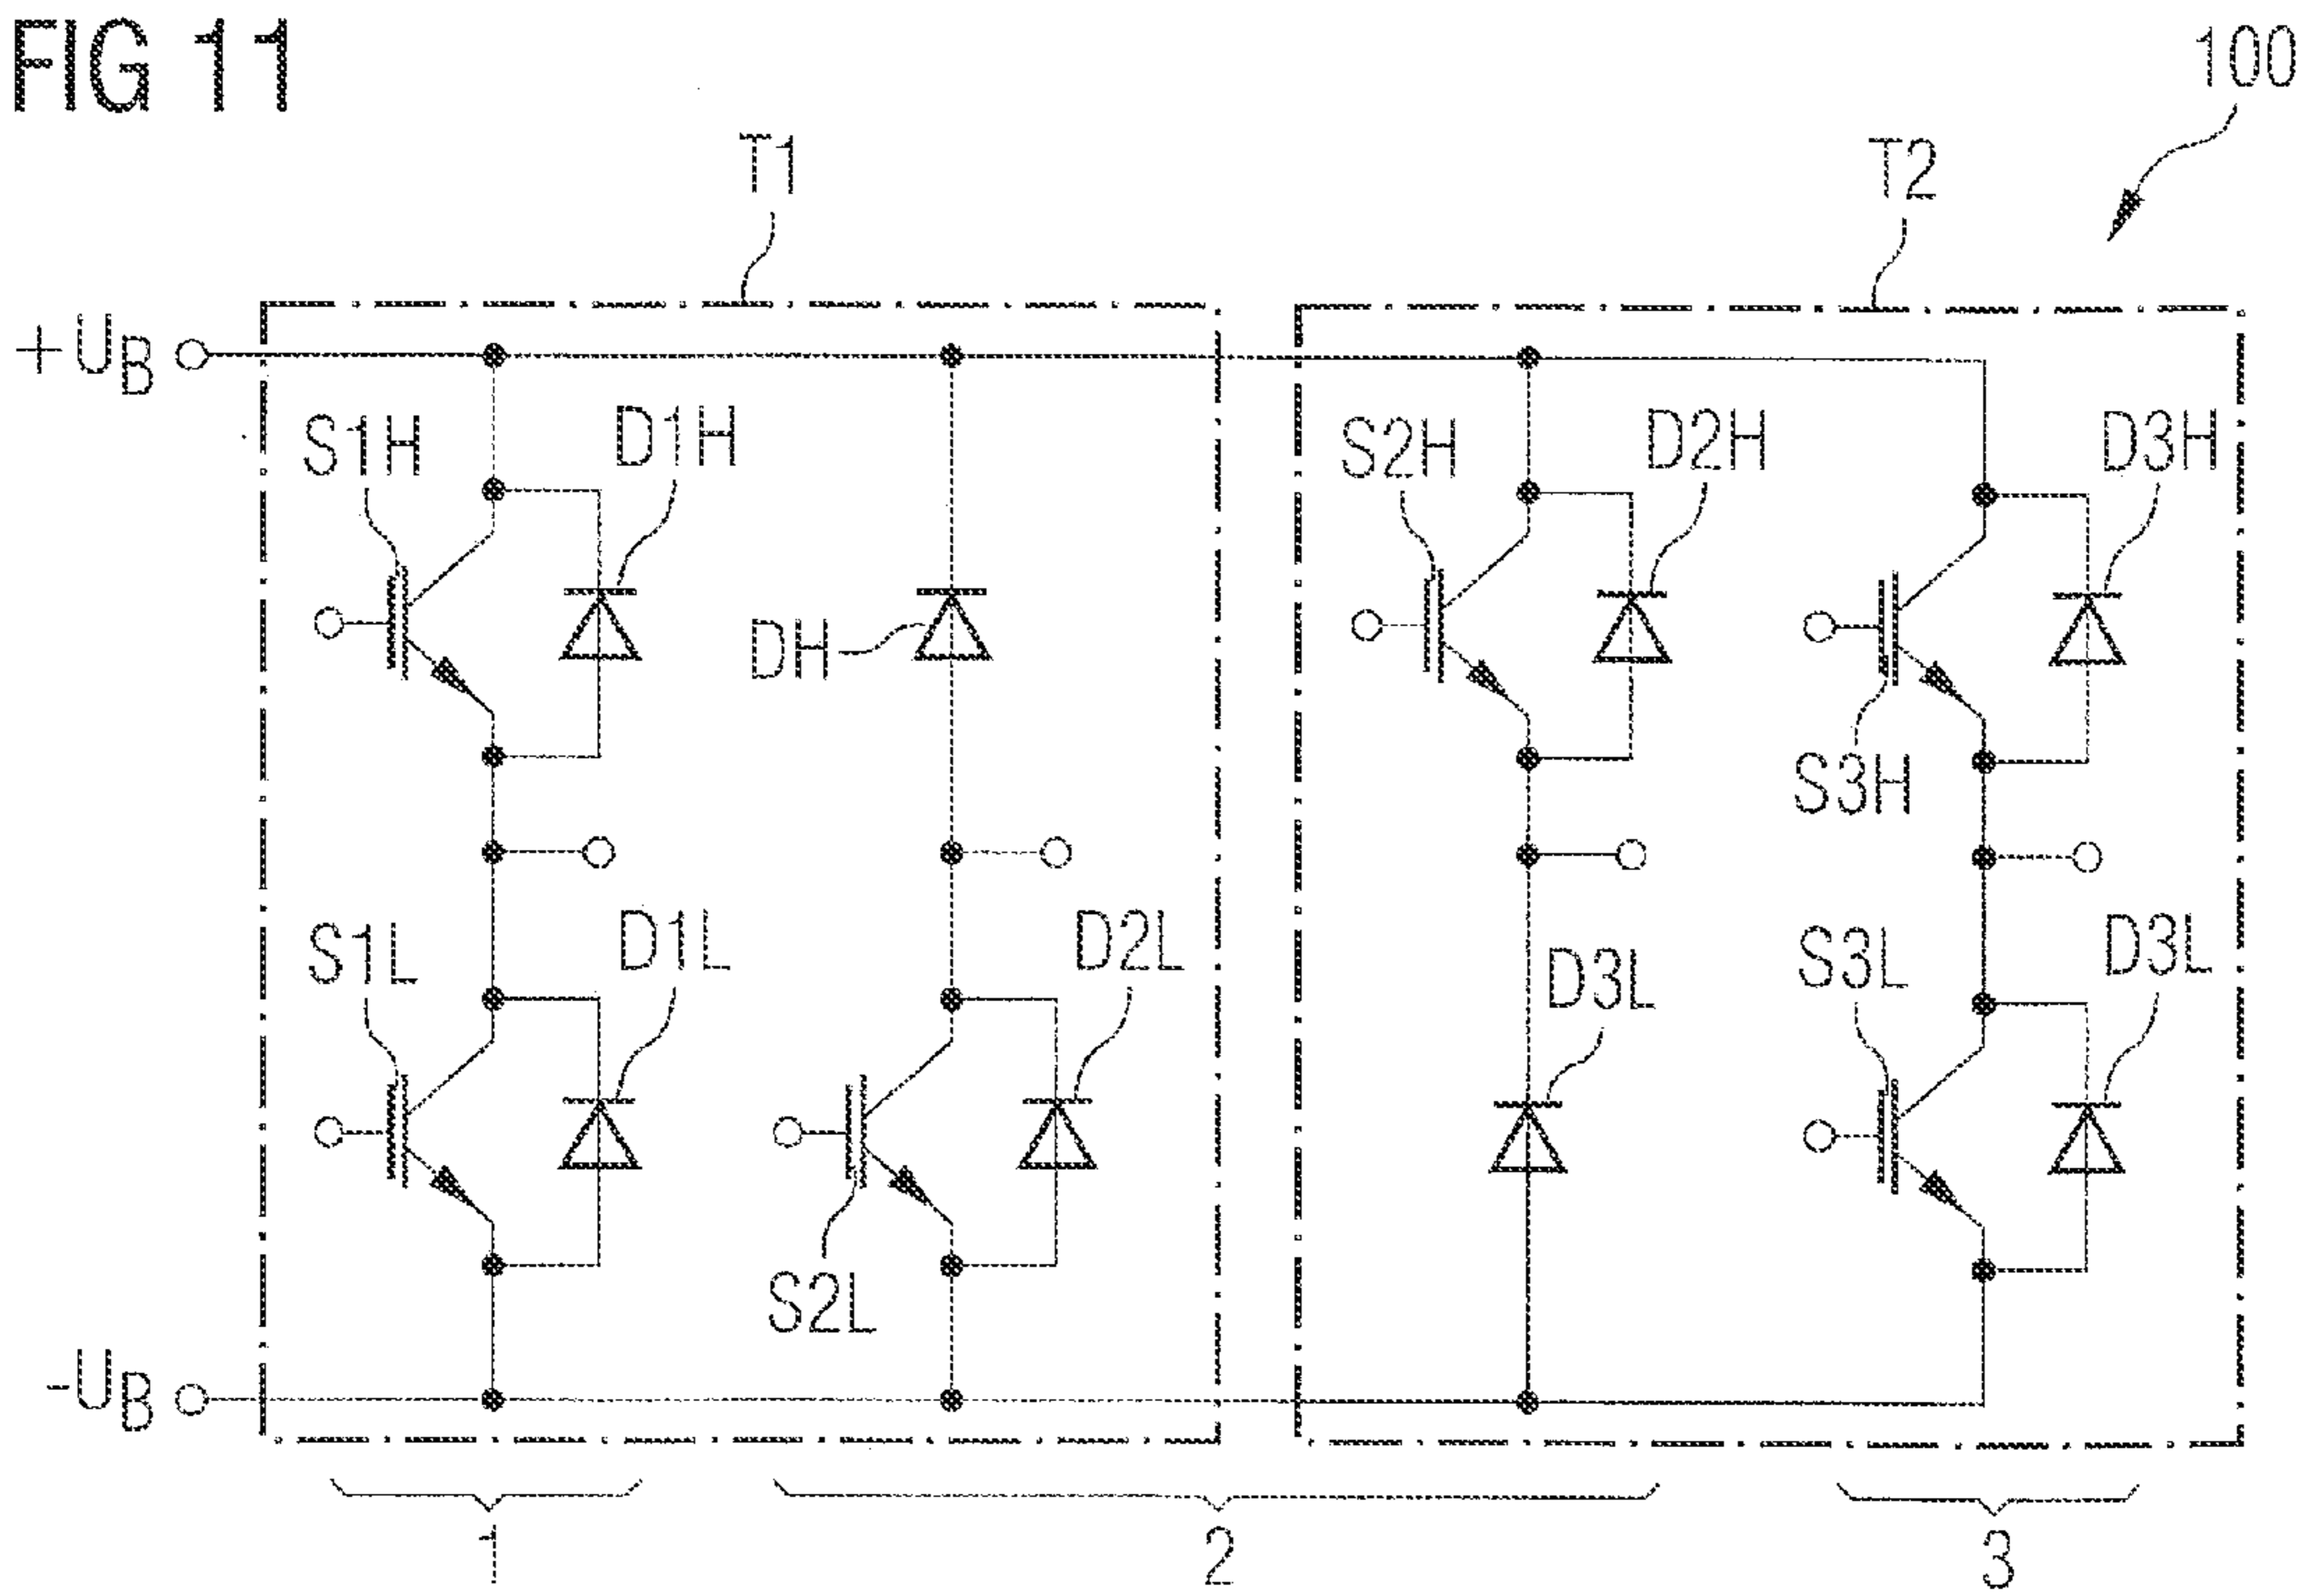 FIG 11
100
T1
T2
+UB
S1H
D1H
S2H
D2H
D3H
DH
S3H
S1L
D1L
D2L
D3L
S3L
D3L
S2L
-UB
1
2
3